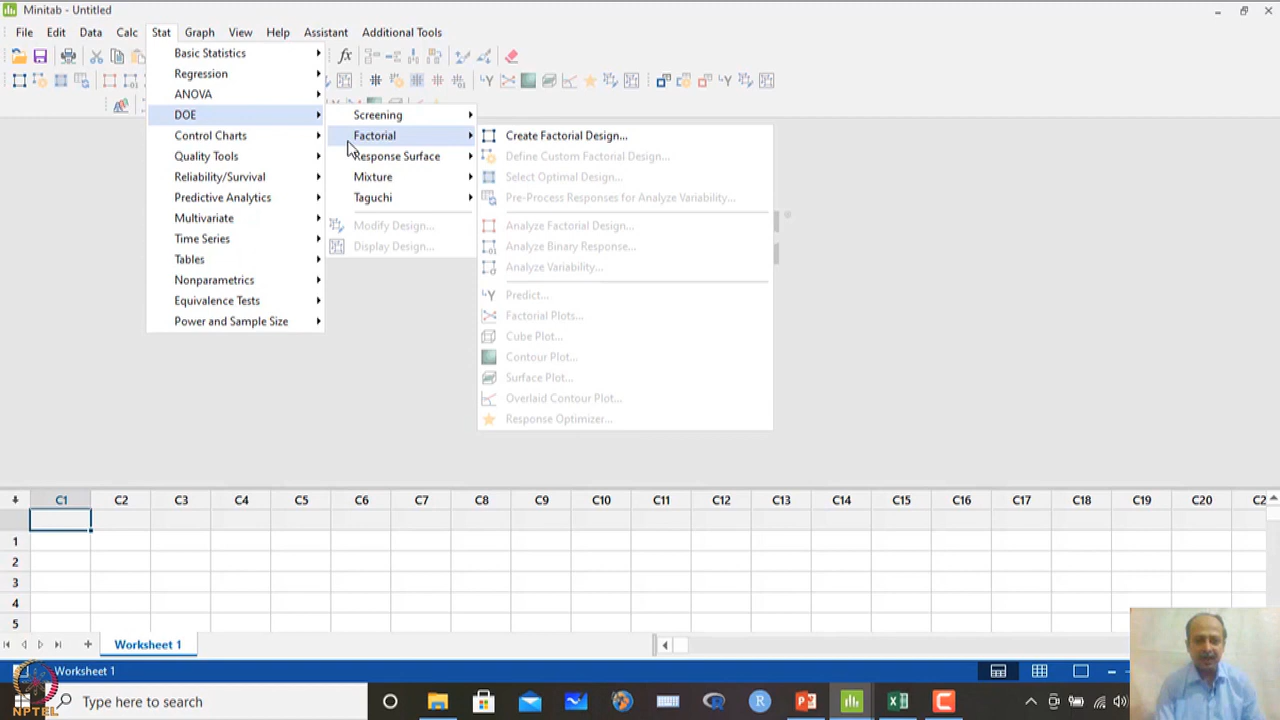 Minitab - Untitled
File Edit Data Calc Stat Graph View Help Assistant Additional Tools
Basic Statistics
Regression
ANOVA
DOE
Control Charts
Quality Tools
Reliability/Survival
Predictive Analytics
Multivariate
Time Series
Tables
Nonparametrics
Equivalence Tests
Power and Sample Size
Screening
Factorial
Response Surface
Mixture
Taguchi
Modify Design...
Display Design...
Create Factorial Design...
Define Custom Factorial Design...
Select Optimal Design...
Pre-Process Responses for Analyze Variability...
Analyze Factorial Design...
Analyze Binary Response...
Analyze Variability...
Predict...
Factorial Plots...
Cube Plot...
Contour Plot...
Surface Plot...
Overlaid Contour Plot...
Response Optimizer...
C1 C2 C3 C4 C5 C6 C7 C8 C9 C10 C11 C12 C13 C14 C15 C16 C17 C18 C19 C20
1
2
3
4
5
Worksheet 1
Worksheet 1
Type here to search
NPTEL